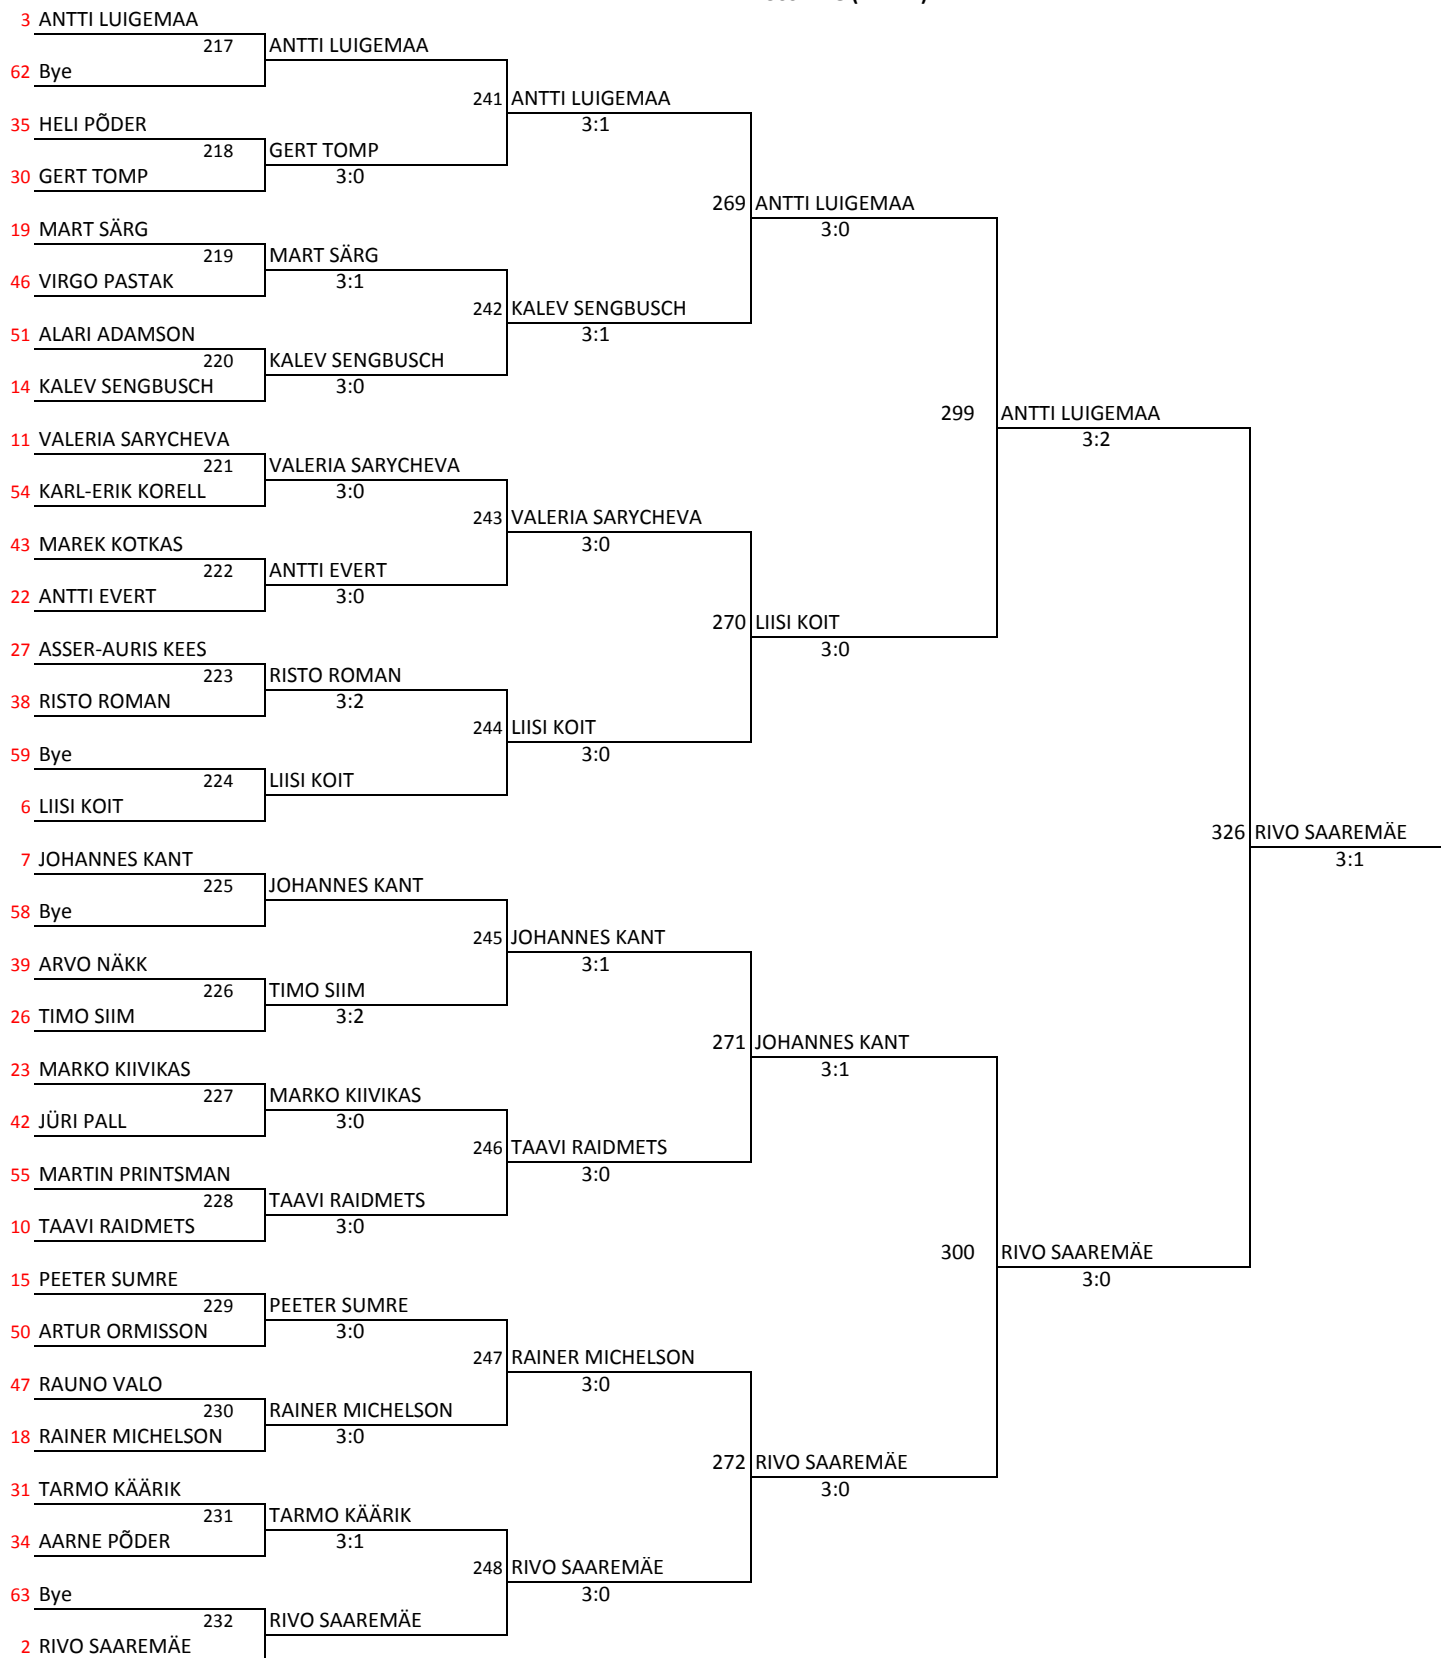 3 ANTTI LUIGEMAA
217 ANTTI LUIGEMAA
62 Bye
241 ANTTI LUIGEMAA
35 HELI PÕDER
3:1
218 GERT TOMP
30 GERT TOMP
3:0
269 ANTTI LUIGEMAA
19 MART SÄRG
3:0
219 MART SÄRG
46 VIRGO PASTAK
3:1
242 KALEV SENGBUSCH
51 ALARI ADAMSON
3:1
220 KALEV SENGBUSCH
14 KALEV SENGBUSCH
3:0
299 ANTTI LUIGEMAA
11 VALERIA SARYCHEVA
3:2
221 VALERIA SARYCHEVA
54 KARL-ERIK KORELL
3:0
243 VALERIA SARYCHEVA
43 MAREK KOTKAS
3:0
222 ANTTI EVERT
22 ANTTI EVERT
3:0
270 LIISI KOIT
27 ASSER-AURIS KEES
3:0
223 RISTO ROMAN
38 RISTO ROMAN
3:2
244 LIISI KOIT
59 Bye
3:0
224 LIISI KOIT
6 LIISI KOIT
326 RIVO SAAREMÄE
7 JOHANNES KANT
3:1
225 JOHANNES KANT
58 Bye
245 JOHANNES KANT
39 ARVO NÄKK
3:1
226 TIMO SIIM
26 TIMO SIIM
3:2
271 JOHANNES KANT
23 MARKO KIIVIKAS
3:1
227 MARKO KIIVIKAS
42 JÜRI PALL
3:0
246 TAAVI RAIDMETS
55 MARTIN PRINTSMAN
3:0
228 TAAVI RAIDMETS
10 TAAVI RAIDMETS
3:0
300 RIVO SAAREMÄE
15 PEETER SUMRE
3:0
229 PEETER SUMRE
50 ARTUR ORMISSON
3:0
247 RAINER MICHELSON
47 RAUNO VALO
3:0
230 RAINER MICHELSON
18 RAINER MICHELSON
3:0
272 RIVO SAAREMÄE
31 TARMO KÄÄRIK
3:0
231 TARMO KÄÄRIK
34 AARNE PÕDER
3:1
248 RIVO SAAREMÄE
63 Bye
3:0
232 RIVO SAAREMÄE
2 RIVO SAAREMÄE